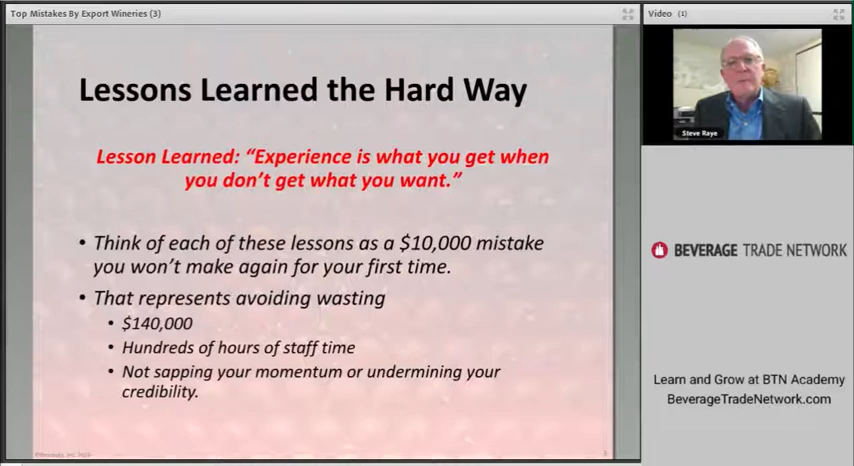 Top Mistakes By Export Wineries (3)
Video (1)
Lessons Learned the Hard Way
Steve Raye
Lesson Learned: “Experience is what you get when
you don’t get what you want.”
• Think of each of these lessons as a $10,000 mistake
you won’t make again for your first time.
• That represents avoiding wasting
• $140,000
• Hundreds of hours of staff time
• Not sapping your momentum or undermining your
credibility.
BEVERAGE TRADE NETWORK
Learn and Grow at BTN Academy
BeverageTradeNetwork.com
3